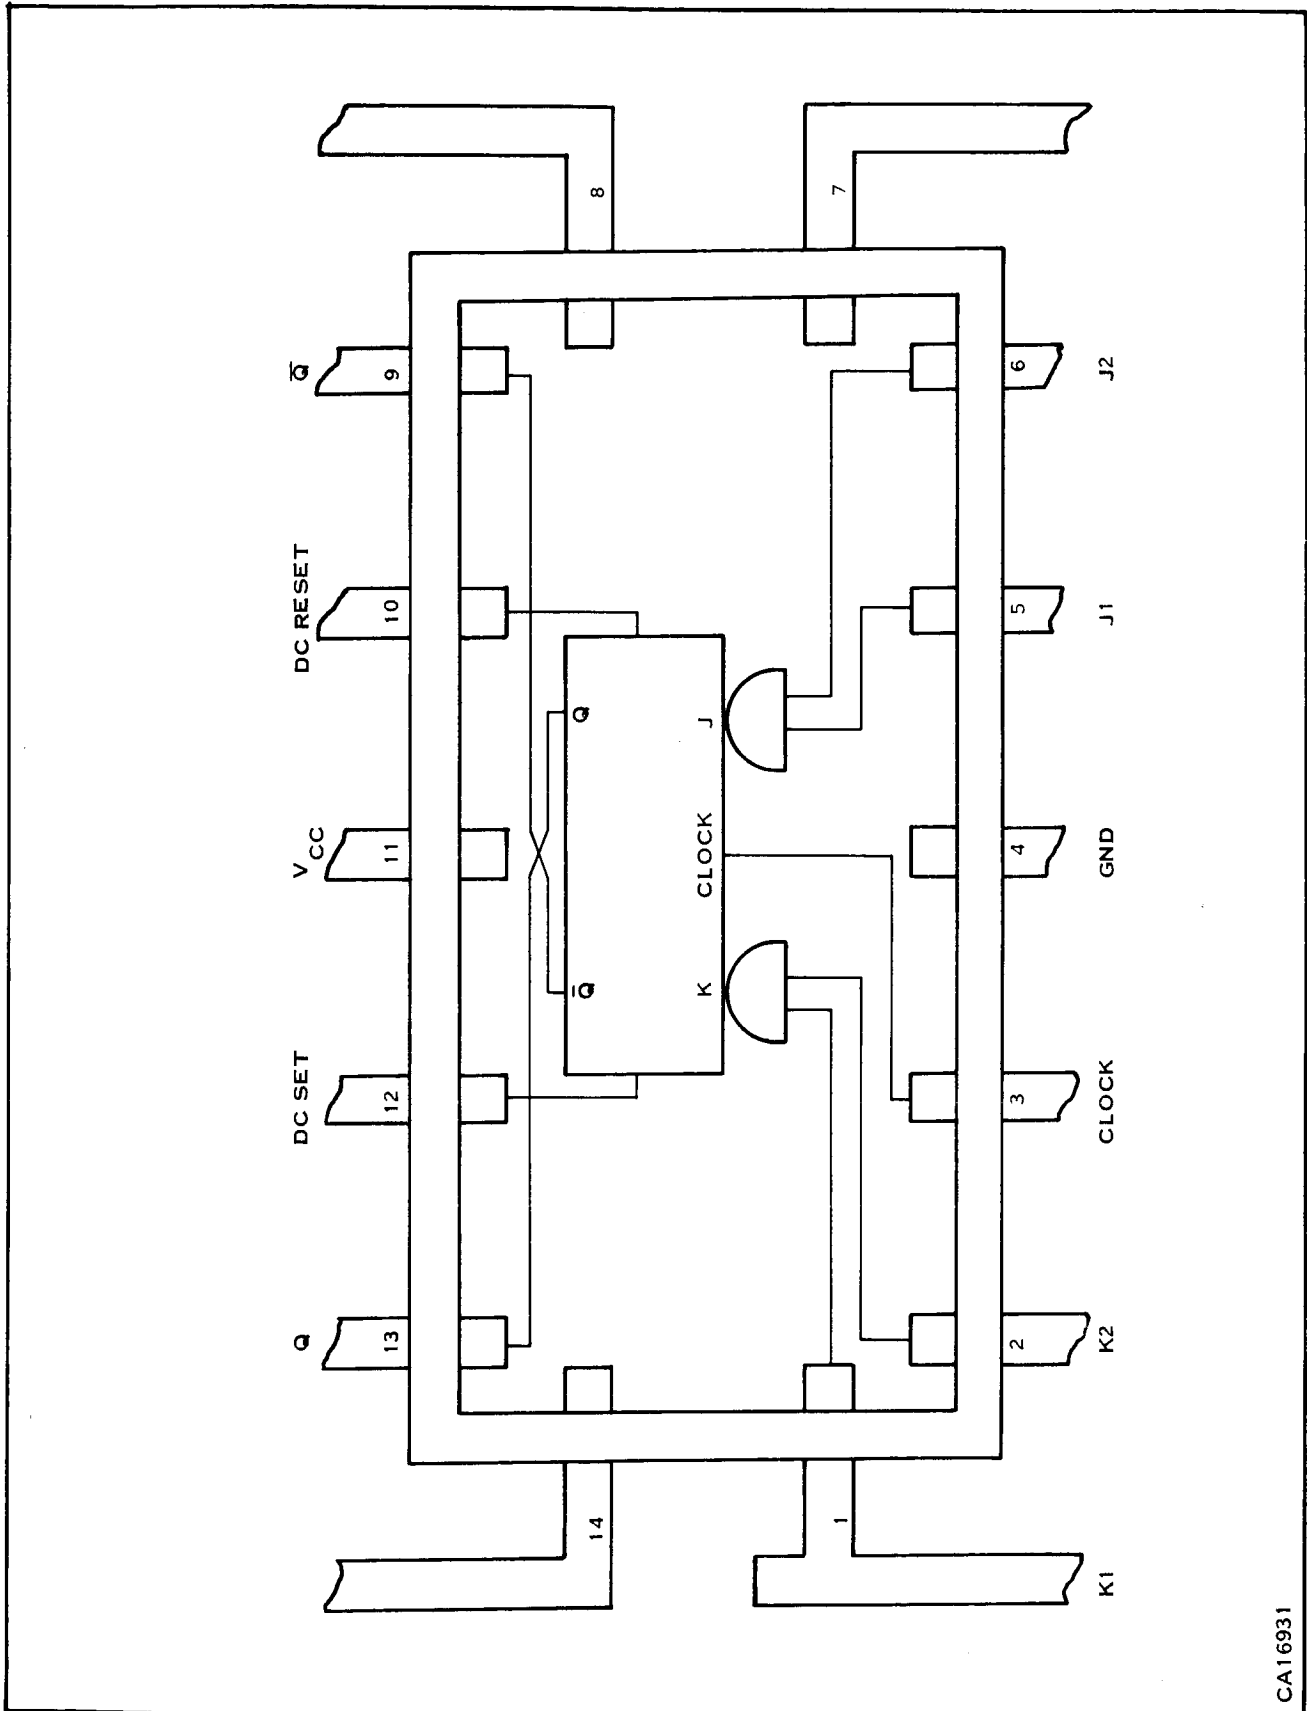 Q̅
DC RESET
VCC
DC SET
Q
9
10
11
12
13
8
14
Q
Q̅
J
CLOCK
K
7
1
6
5
4
3
2
J2
J1
GND
CLOCK
K2
K1
CA16931